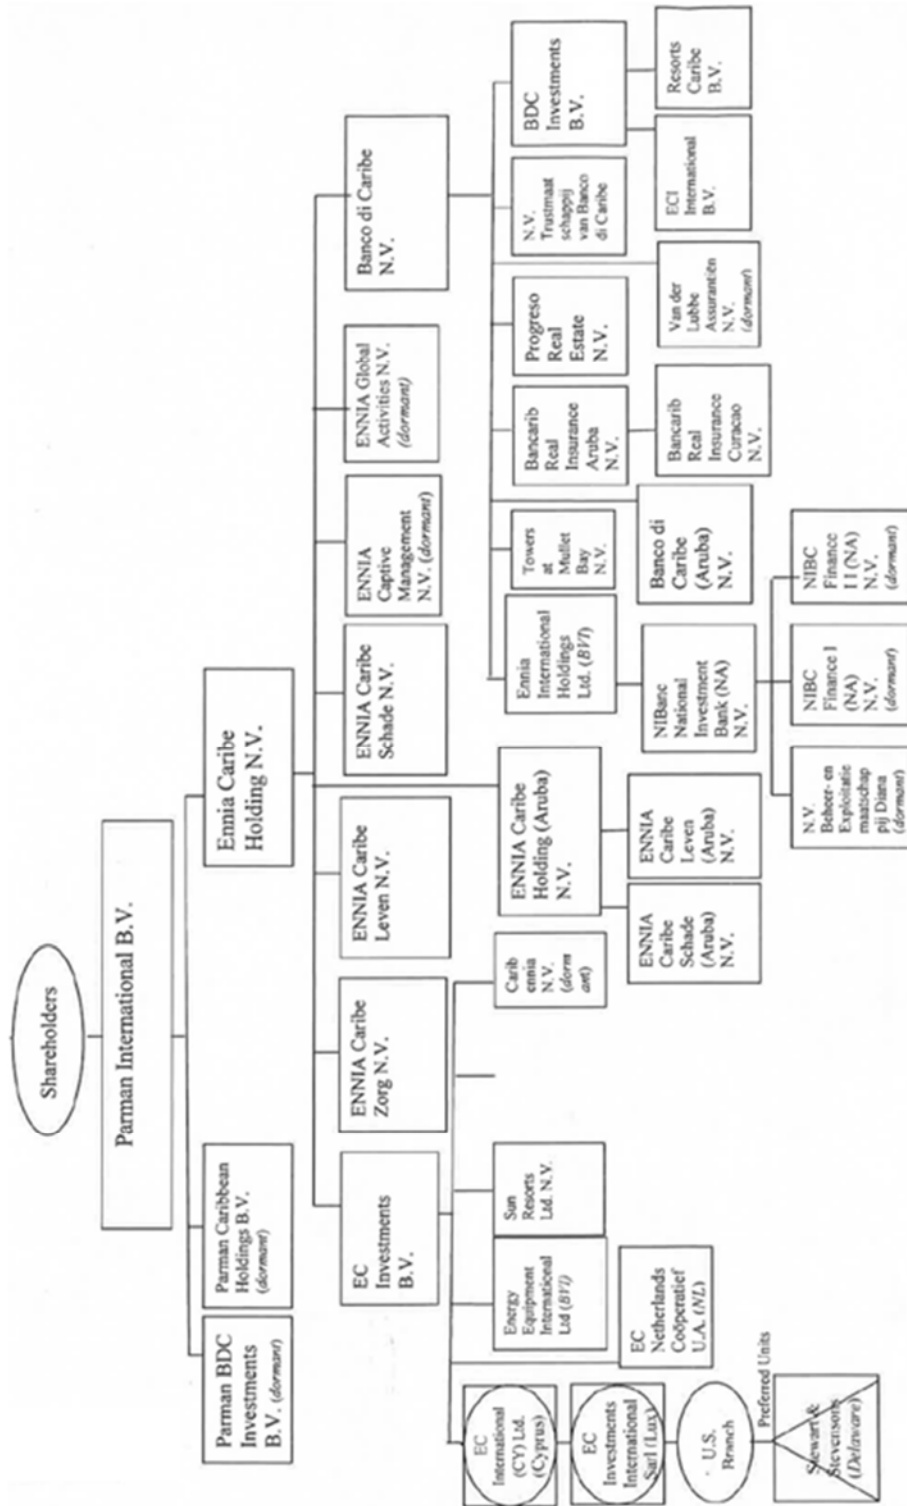 Shareholders
Parman International B.V.
Parman BDC
Investments
B.V. (dormant)
Parman Caribbean
Holdings B.V.
(dormant)
Ennia Caribe
Holding N.V.
EC
Investments
B.V.
ENNIA Caribe
Zorg N.V.
ENNIA Caribe
Leven N.V.
ENNIA Caribe
Schade N.V.
ENNIA
Captive
Management
N.V. (dormant)
ENNIA Global
Activities N.V.
(dormant)
Banco di Caribe
N.V.
EC
International
(CY) Ltd.
(Cyprus)
Energy
Equipment
International
Ltd (BVI)
Sun
Resorts
Ltd. N.V.
Carib
ennia
N.V.
(dorm
ant)
ENNIA Caribe
Holding (Aruba)
N.V.
Ennia
International
Holdings
Ltd. (BVI)
Towers
at
Mullet
Bay
N.V.
Bancarib
Real
Insurance
Aruba
N.V.
Progreso
Real
Estate
N.V.
N.V.
Trustmaat
schappij
van Banco
di Caribe
BDC
Investments
B.V.
EC
Investments
International
Sarl (Lux)
EC
Netherlands
Coöperatief
U.A. (NL)
ENNIA
Caribe
Schade
(Aruba)
N.V.
ENNIA
Caribe
Leven
(Aruba)
N.V.
NIBanc
National
Investment
Bank (NA)
N.V.
Banco di
Caribe
(Aruba)
N.V.
Bancarib
Real
Insurance
Curacao
N.V.
Van der
Lubbe
Assurantiën
N.V.
(dormant)
ECI
International
B.V.
Resorts
Caribe
B.V.
U.S.
Branch
Preferred Units
Stewart &
Stevensons
(Delaware)
N.V.
Beheer- en
Exploitatie
maatschap
pij Diana
(dormant)
NIBC
Finance I
(NA)
N.V.
(dormant)
NIBC
Finance
I I (NA)
N.V.
(dormant)